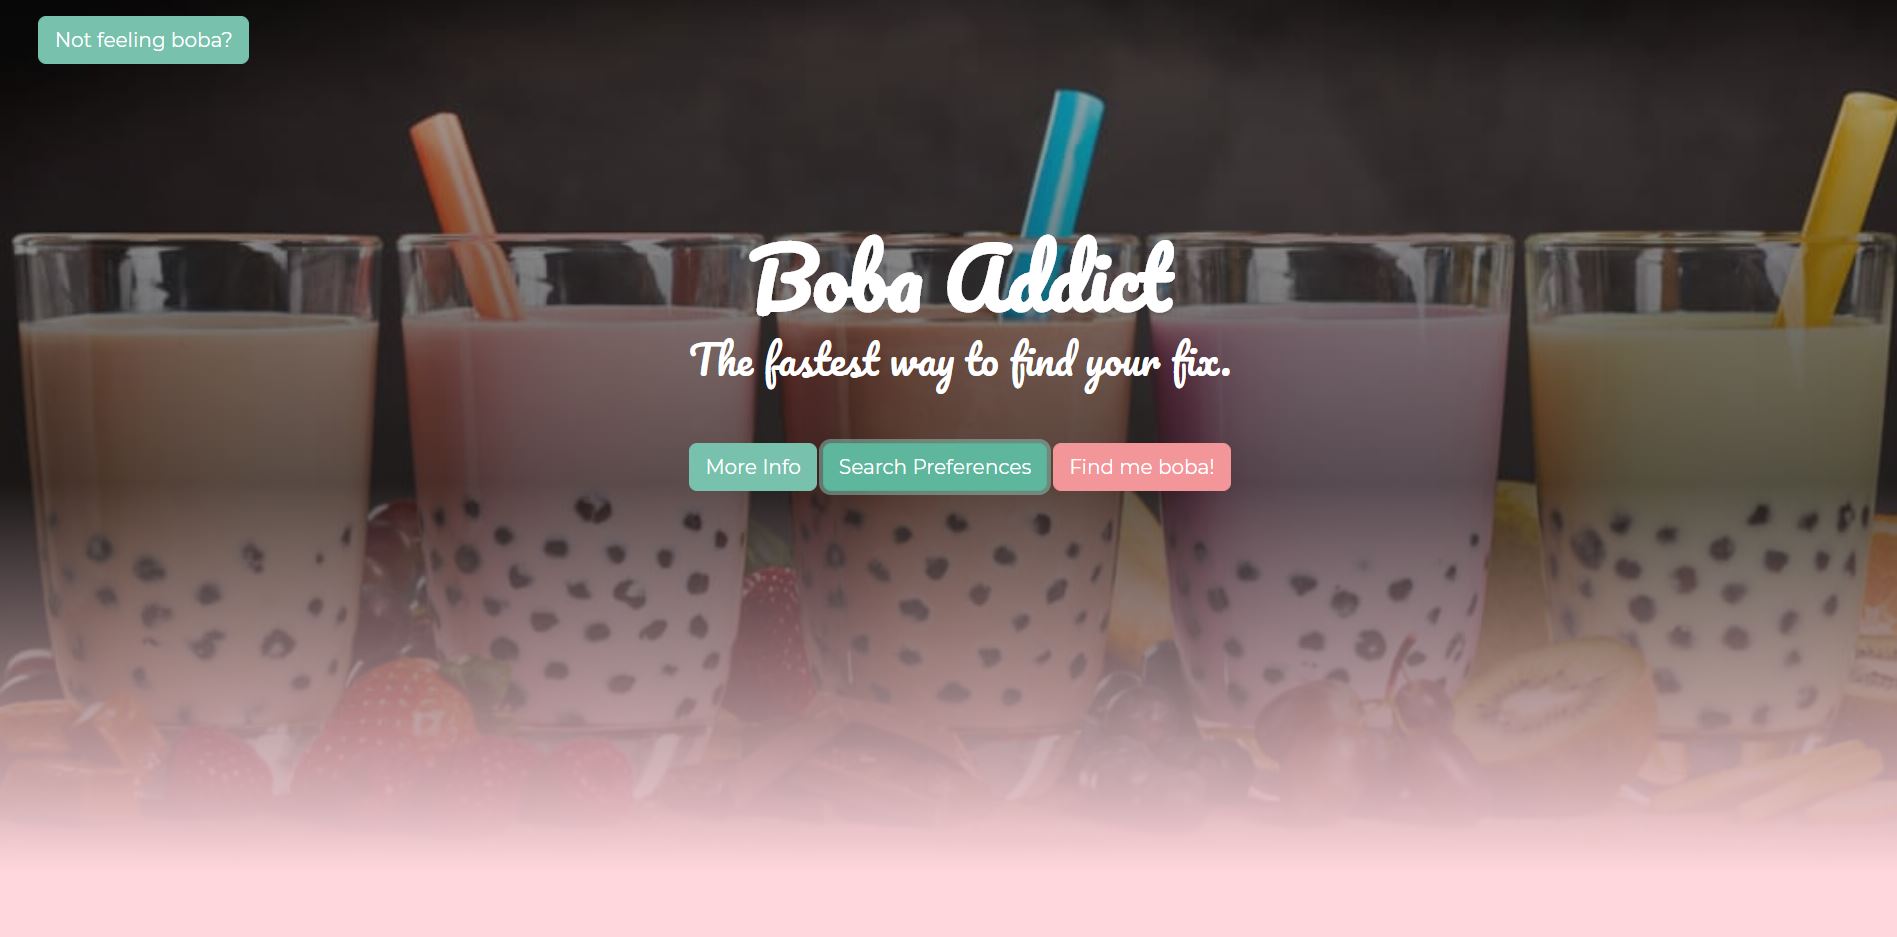 Not feeling boba?
Boba Addict
The fastest way to find your fix.
More Info
Search Preferences
Find me boba!